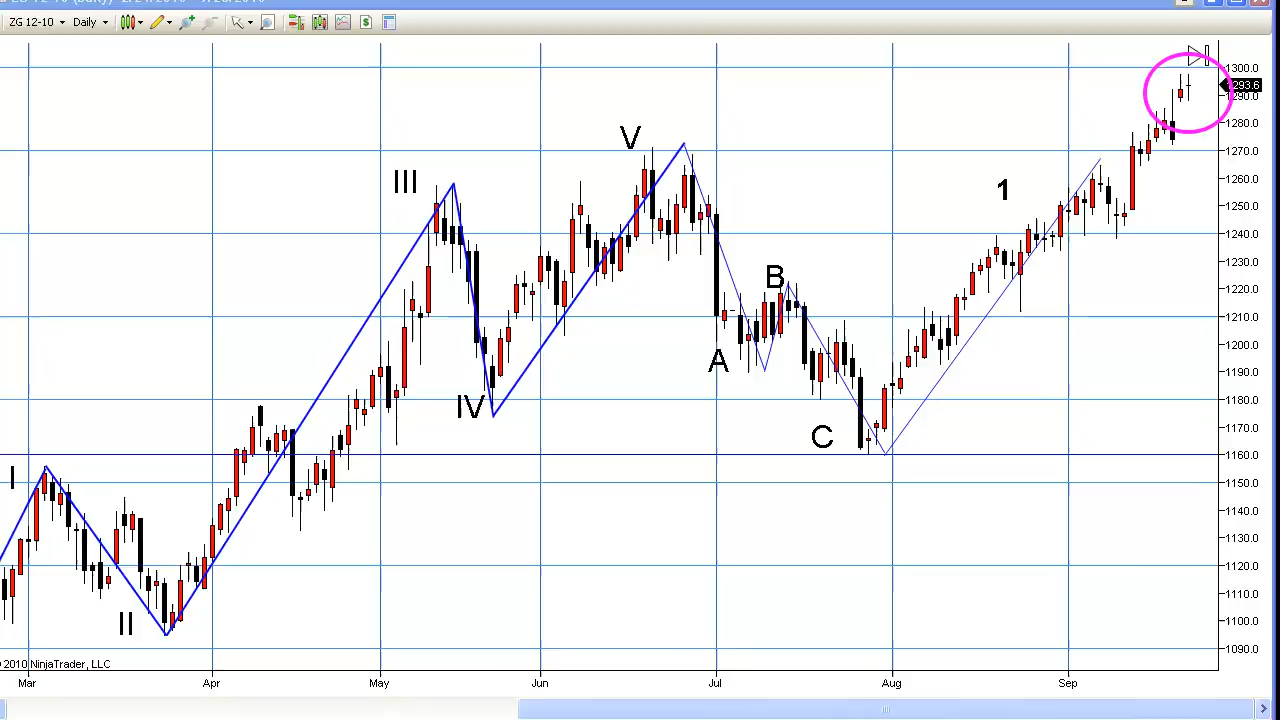 ZG 12-10
Daily
$
1300.0
1293.6
1290.0
1280.0
1270.0
1260.0
1250.0
1240.0
1230.0
1220.0
1210.0
1200.0
1190.0
1180.0
1170.0
1160.0
1150.0
1140.0
1130.0
1120.0
1110.0
1100.0
1090.0
V
III
1
B
A
IV
C
I
II
© 2010 NinjaTrader, LLC
Mar Apr May Jun Jul Aug Sep